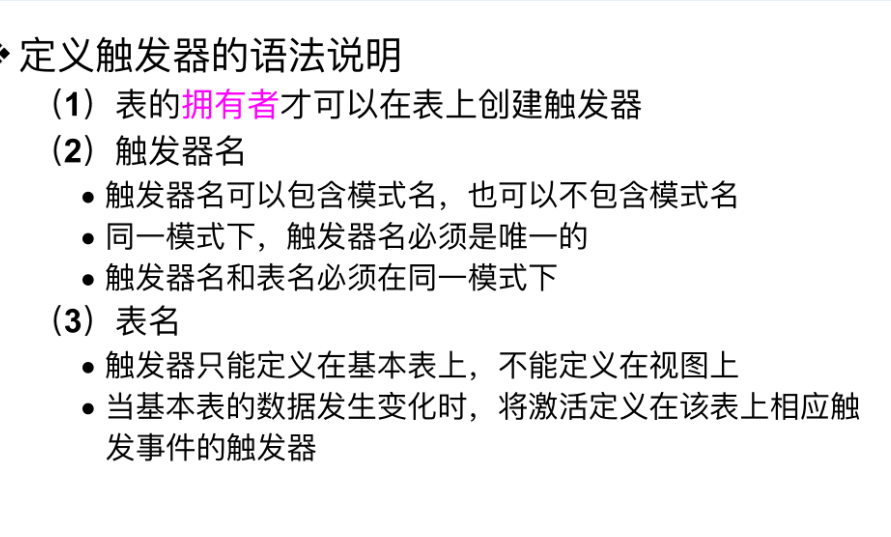 定义触发器的语法说明
（1）表的拥有者才可以在表上创建触发器
（2）触发器名
• 触发器名可以包含模式名，也可以不包含模式名
• 同一模式下，触发器名必须是唯一的
• 触发器名和表名必须在同一模式下
（3）表名
• 触发器只能定义在基本表上，不能定义在视图上
• 当基本表的数据发生变化时，将激活定义在该表上相应触
发事件的触发器